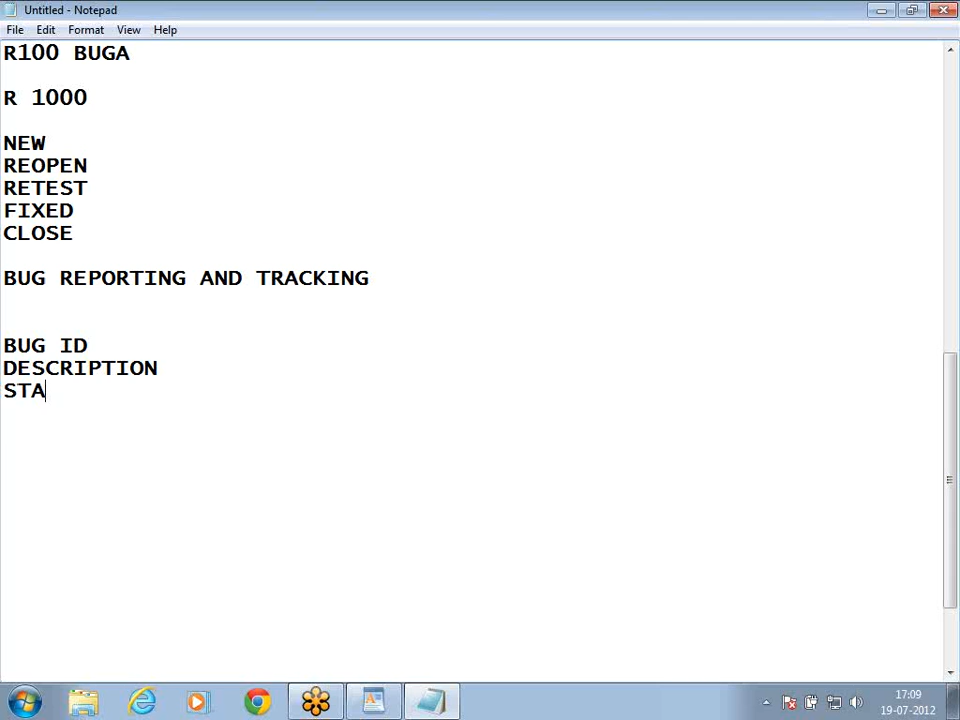 Untitled - Notepad
File Edit Format View Help
R100 BUGA
R 1000
NEW
REOPEN
RETEST
FIXED
CLOSE
BUG REPORTING AND TRACKING
BUG ID
DESCRIPTION
STA
17:09
19-07-2012